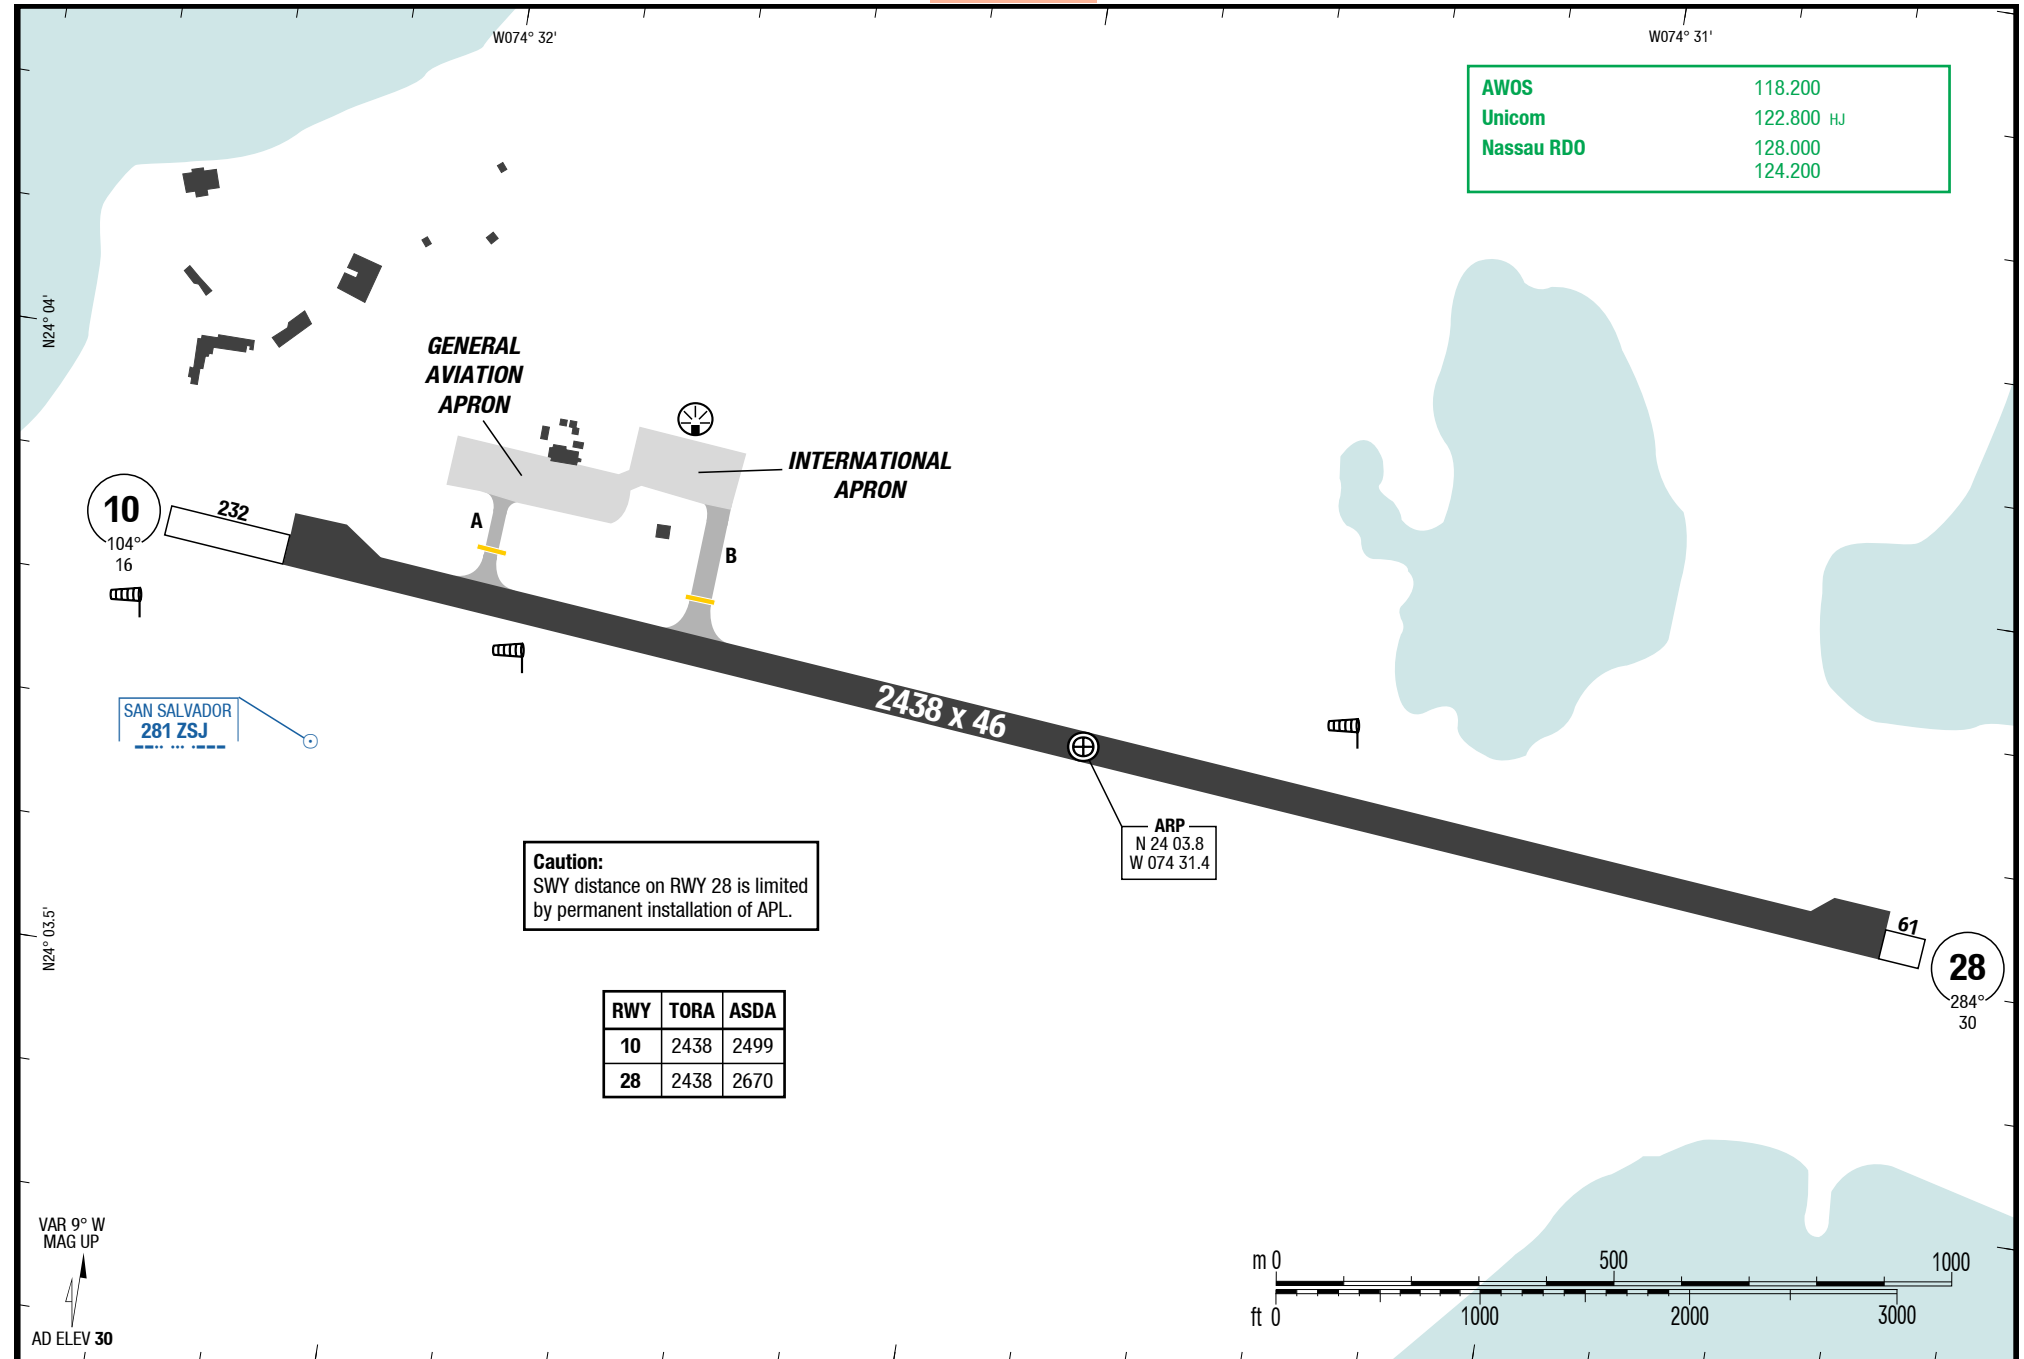 W074° 32'
W074° 31'
AWOS 118.200
Unicom 122.800 HJ
Nassau RDO 128.000
124.200
N24° 04'
GENERAL
AVIATION
APRON
INTERNATIONAL
APRON
10
104°
16
232
A
B
SAN SALVADOR
281 ZSJ
2438 x 46
ARP
N 24 03.8
W 074 31.4
Caution:
SWY distance on RWY 28 is limited
by permanent installation of APL.
N24° 03.5'
61
28
284°
30
RWY TORA ASDA
10 2438 2499
28 2438 2670
VAR 9° W
MAG UP
AD ELEV 30
m 0 500 1000
ft 0 1000 2000 3000